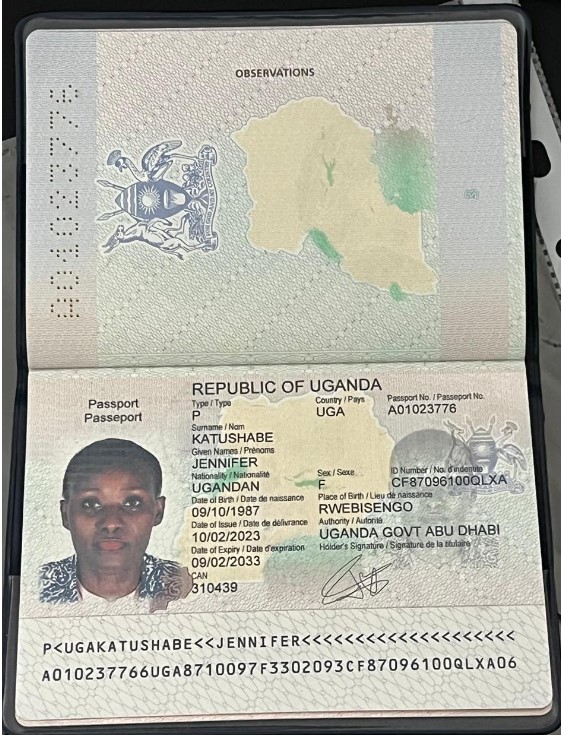 OBSERVATIONS
A01023776
REPUBLIC OF UGANDA
Passport
Passeport
Type / Type
Country / Pays
Passport No. / Passeport No.
P
UGA
A01023776
Surname / Nom
KATUSHABE
Given Names / Prénoms
JENNIFER
Nationality / Nationalité
Sex / Sexe
ID Number / No. d'indentité
UGANDAN
F
CF87096100QLXA
Date of Birth / Date de naissance
Place of Birth / Lieu de naissance
09/10/1987
RWEBISENGO
Date of Issue / Date de délivrance
Authority / Autorité
10/02/2023
UGANDA GOVT ABU DHABI
Date of Expiry / Date d'expiration
Holder's Signature / Signature de la titulaire
09/02/2033
CAN
310439
P<UGAKATUSHABE<<JENNIFER<<<<<<<<<<<<<<<<<<<<
A010237766UGA8710097F3302093CF87096100QLXA06